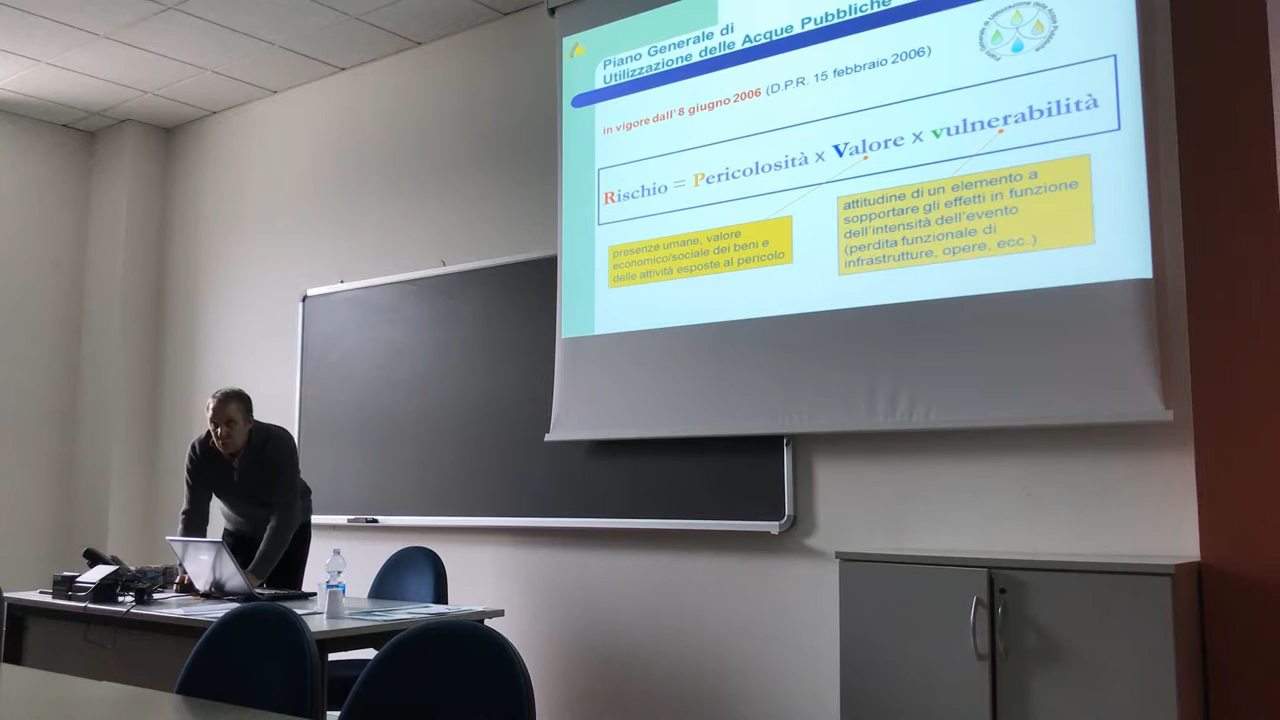 Piano Generale di
Utilizzazione delle Acque Pubbliche
in vigore dall' 8 giugno 2006 (D.P.R. 15 febbraio 2006)
Rischio = Pericolosità x Valore x vulnerabilità
presenze umane, valore
economico/sociale dei beni e
delle attività esposte al pericolo
attitudine di un elemento a
sopportare gli effetti in funzione
dell'intensità dell'evento
(perdita funzionale di
infrastrutture, opere, ecc.)